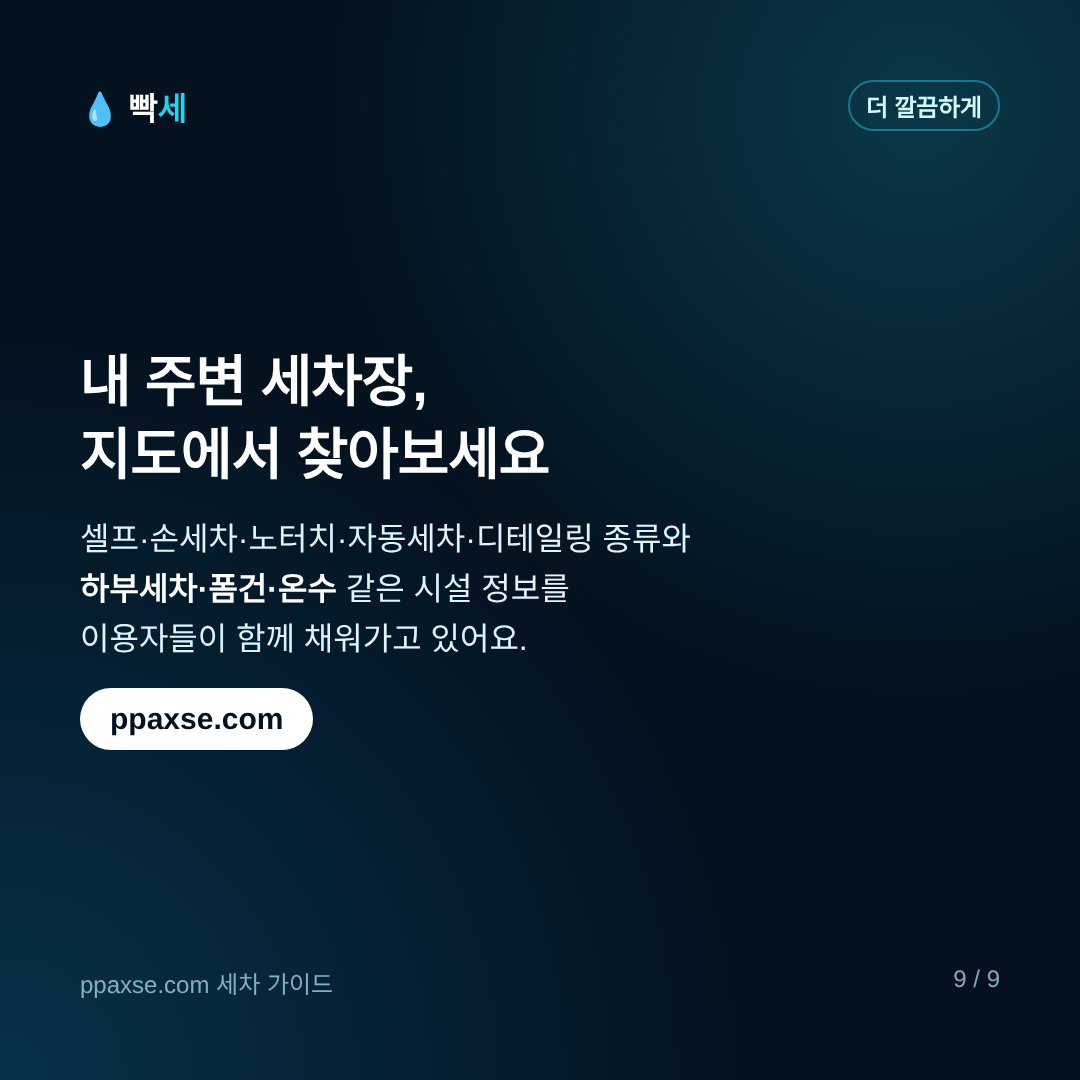 빡세
더 깔끔하게
내 주변 세차장,
지도에서 찾아보세요
셀프·손세차·노터치·자동세차·디테일링 종류와
하부세차·폼건·온수 같은 시설 정보를
이용자들이 함께 채워가고 있어요.
ppaxse.com
ppaxse.com 세차 가이드
9 / 9